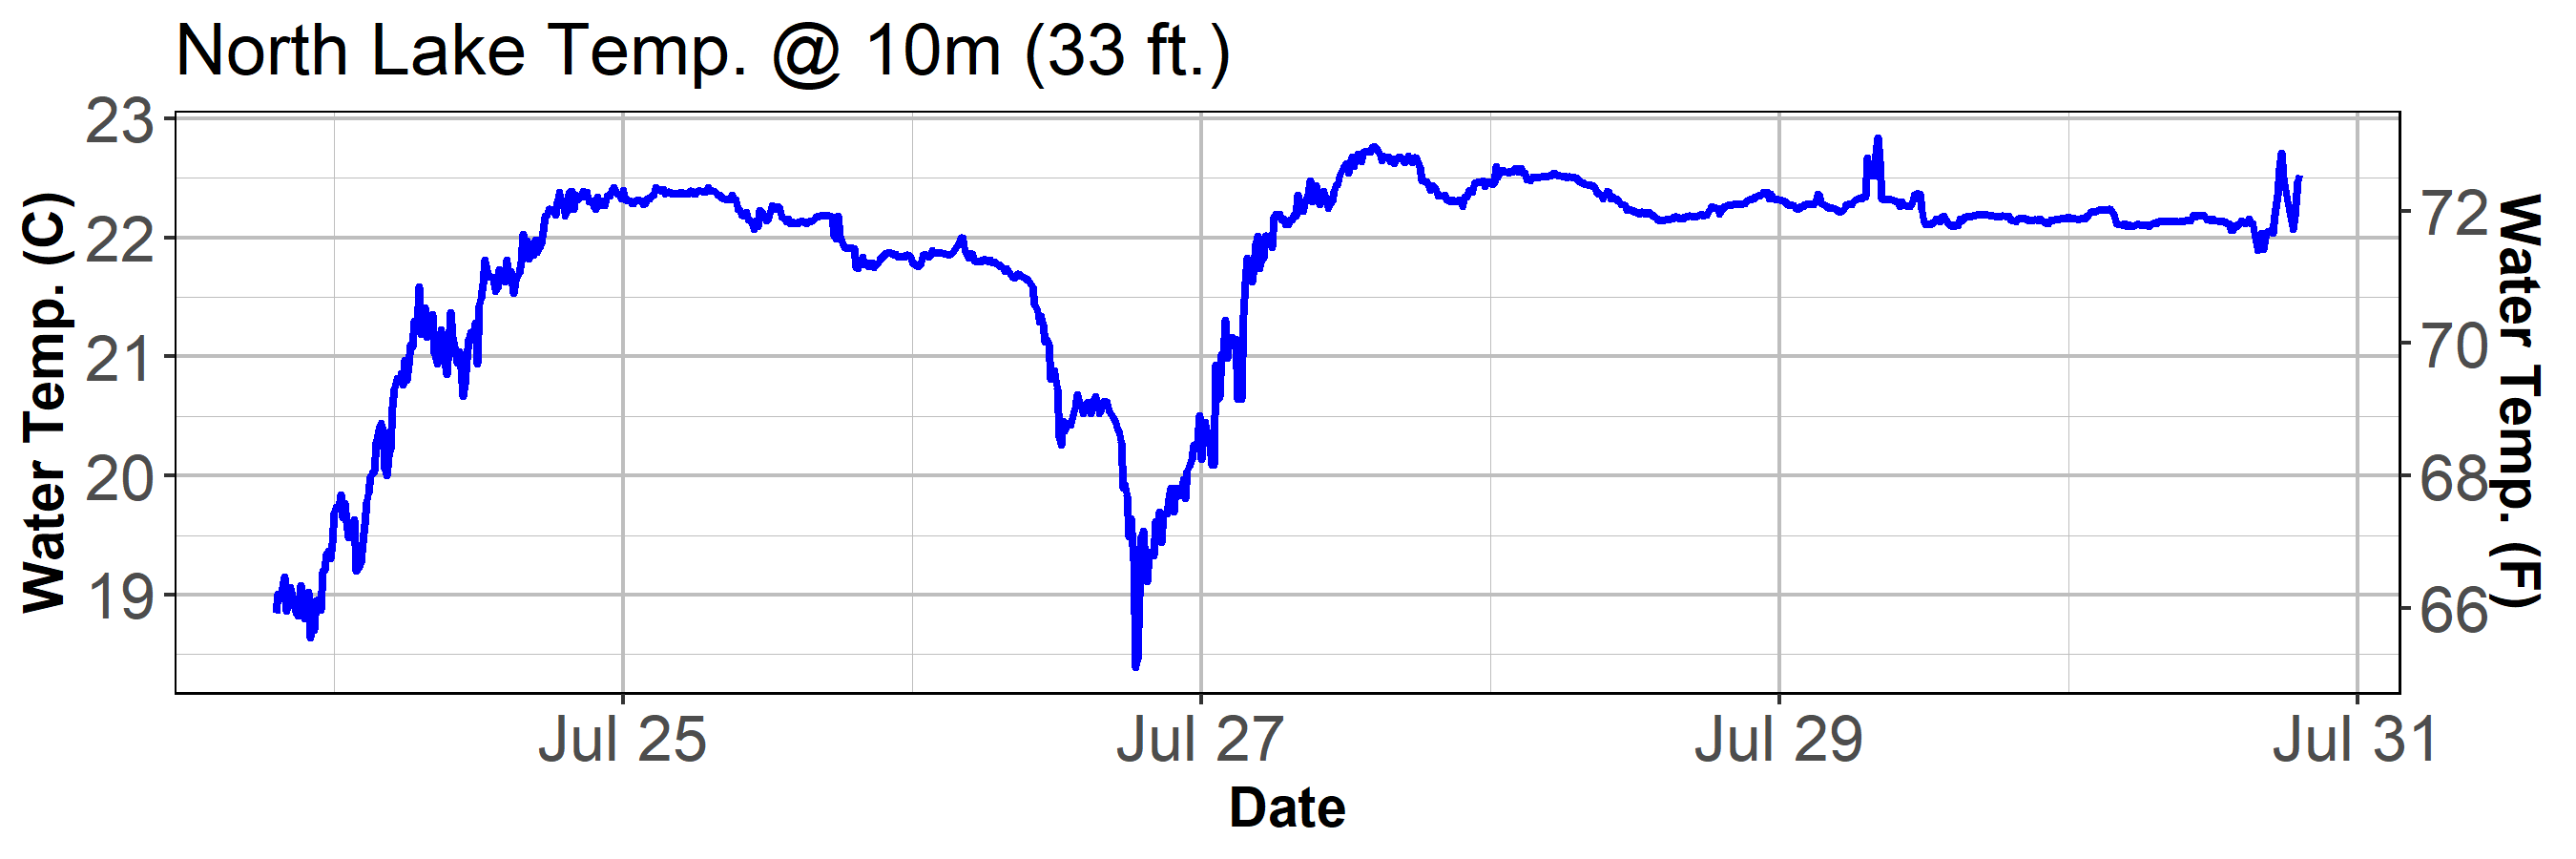 North Lake Temp. @ 10m (33 ft.)
Water Temp. (C)
23
22
21
20
19
72
70
68
66
Water Temp. (F)
Jul 25 Jul 27 Jul 29 Jul 31
Date